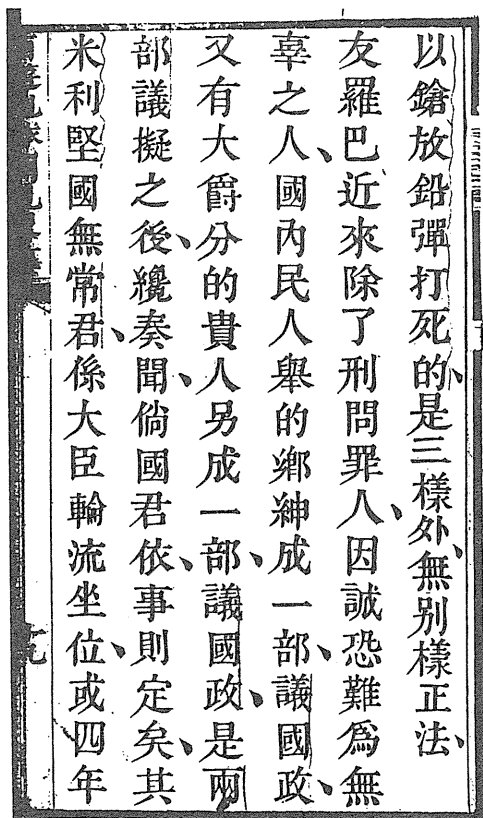 以鎗放鉛彈打死的、是三樣外、無别樣正法、
友羅巴近來除了刑問罪人、因誠恐難為無
辜之人、國內民人舉的鄉紳成一部、議國政、
又有大爵分的貴人另成一部、議國政、是兩
部議擬之後、纔奏聞、倘國君依、事則定矣、其
米利堅國無常君、係大臣輪流坐位、或四年